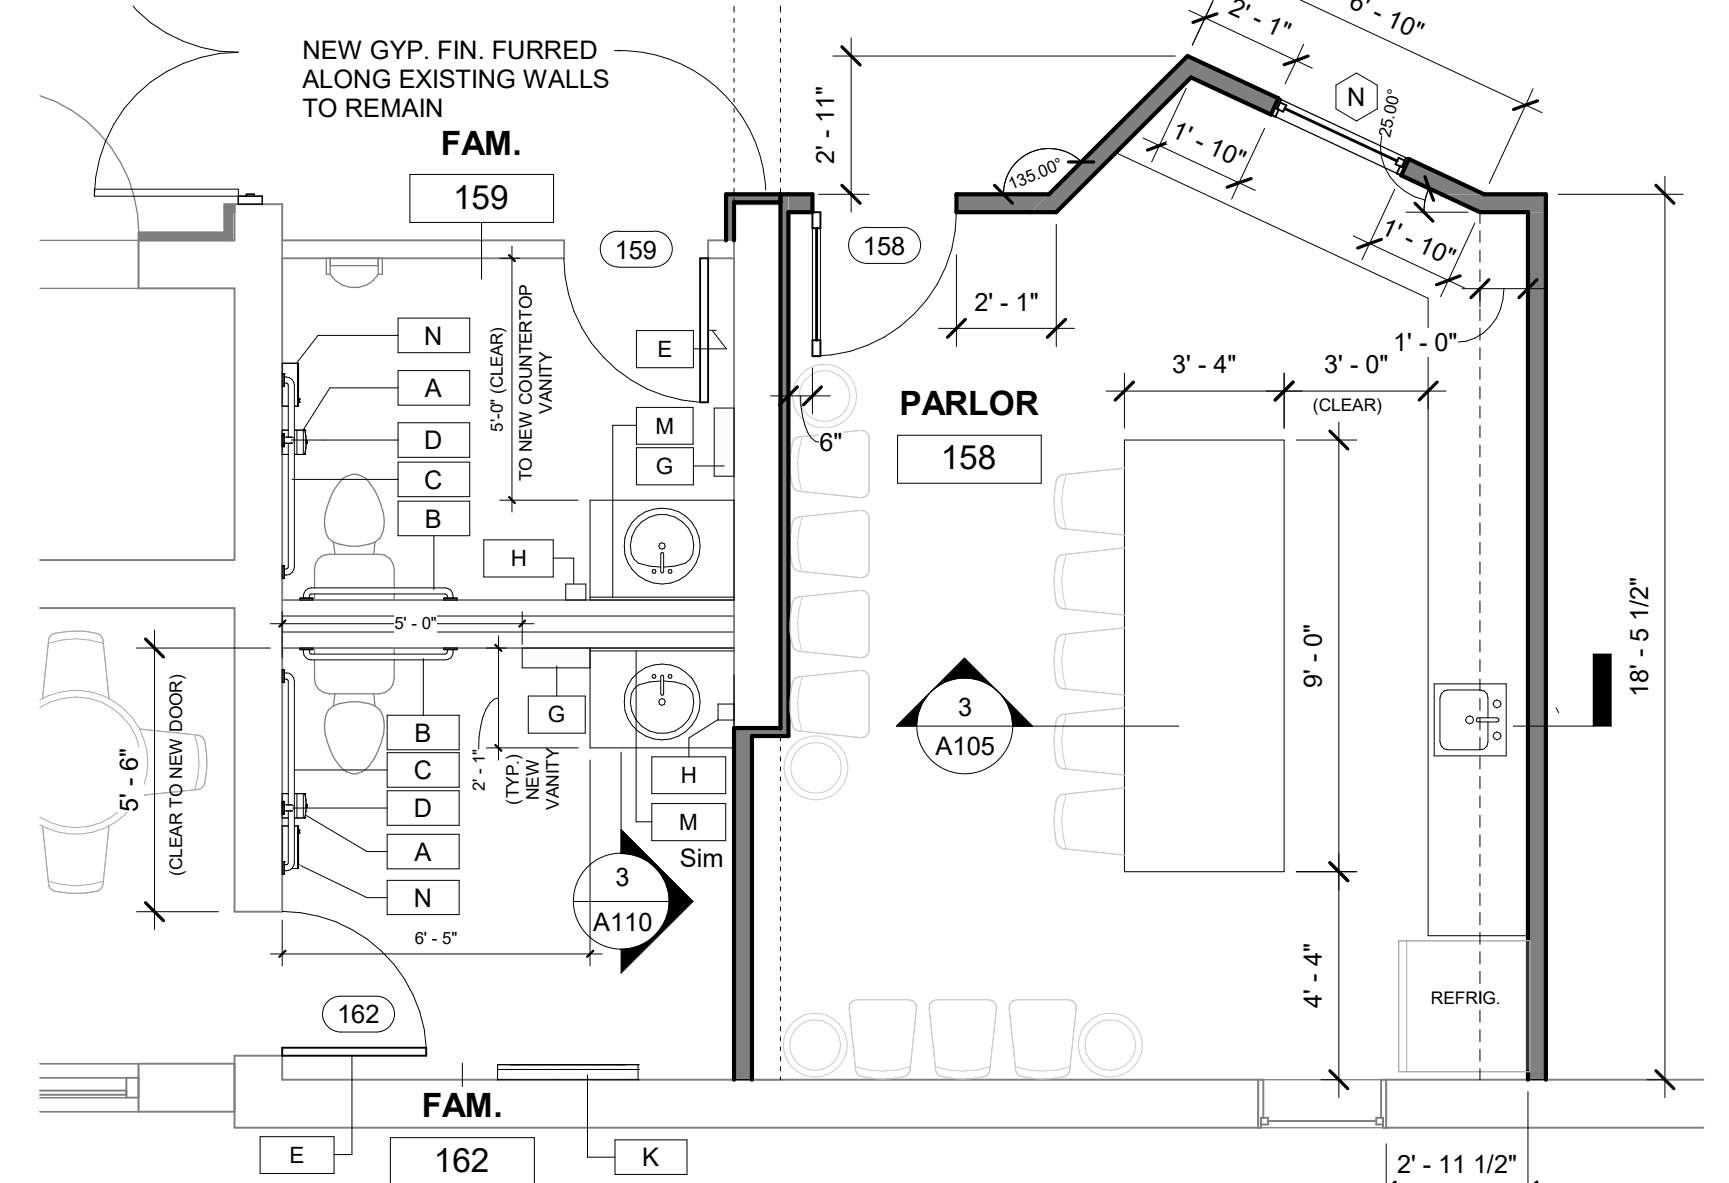 2' - 1"
6' - 10"
NEW GYP. FIN. FURRED
ALONG EXISTING WALLS
TO REMAIN
FAM.
159
159
2' - 11"
135.00°
158
N
25.00°
1' - 10"
1' - 10"
2' - 1"
1' - 0"
N
A
D
C
B
5'-0" (CLEAR)
TO NEW COUNTERTOP
VANITY
E
M
G
H
6"
PARLOR
158
3' - 4"
3' - 0"
(CLEAR)
9' - 0"
18' - 5 1/2"
5' - 0"
5' - 6"
(CLEAR TO NEW DOOR)
B
C
D
A
N
2' - 1"
(TYP.)
NEW
VANITY
G
H
M
Sim
3
A110
3
A105
6' - 5"
4' - 4"
REFRIG.
162
FAM.
162
E
K
2' - 11 1/2"